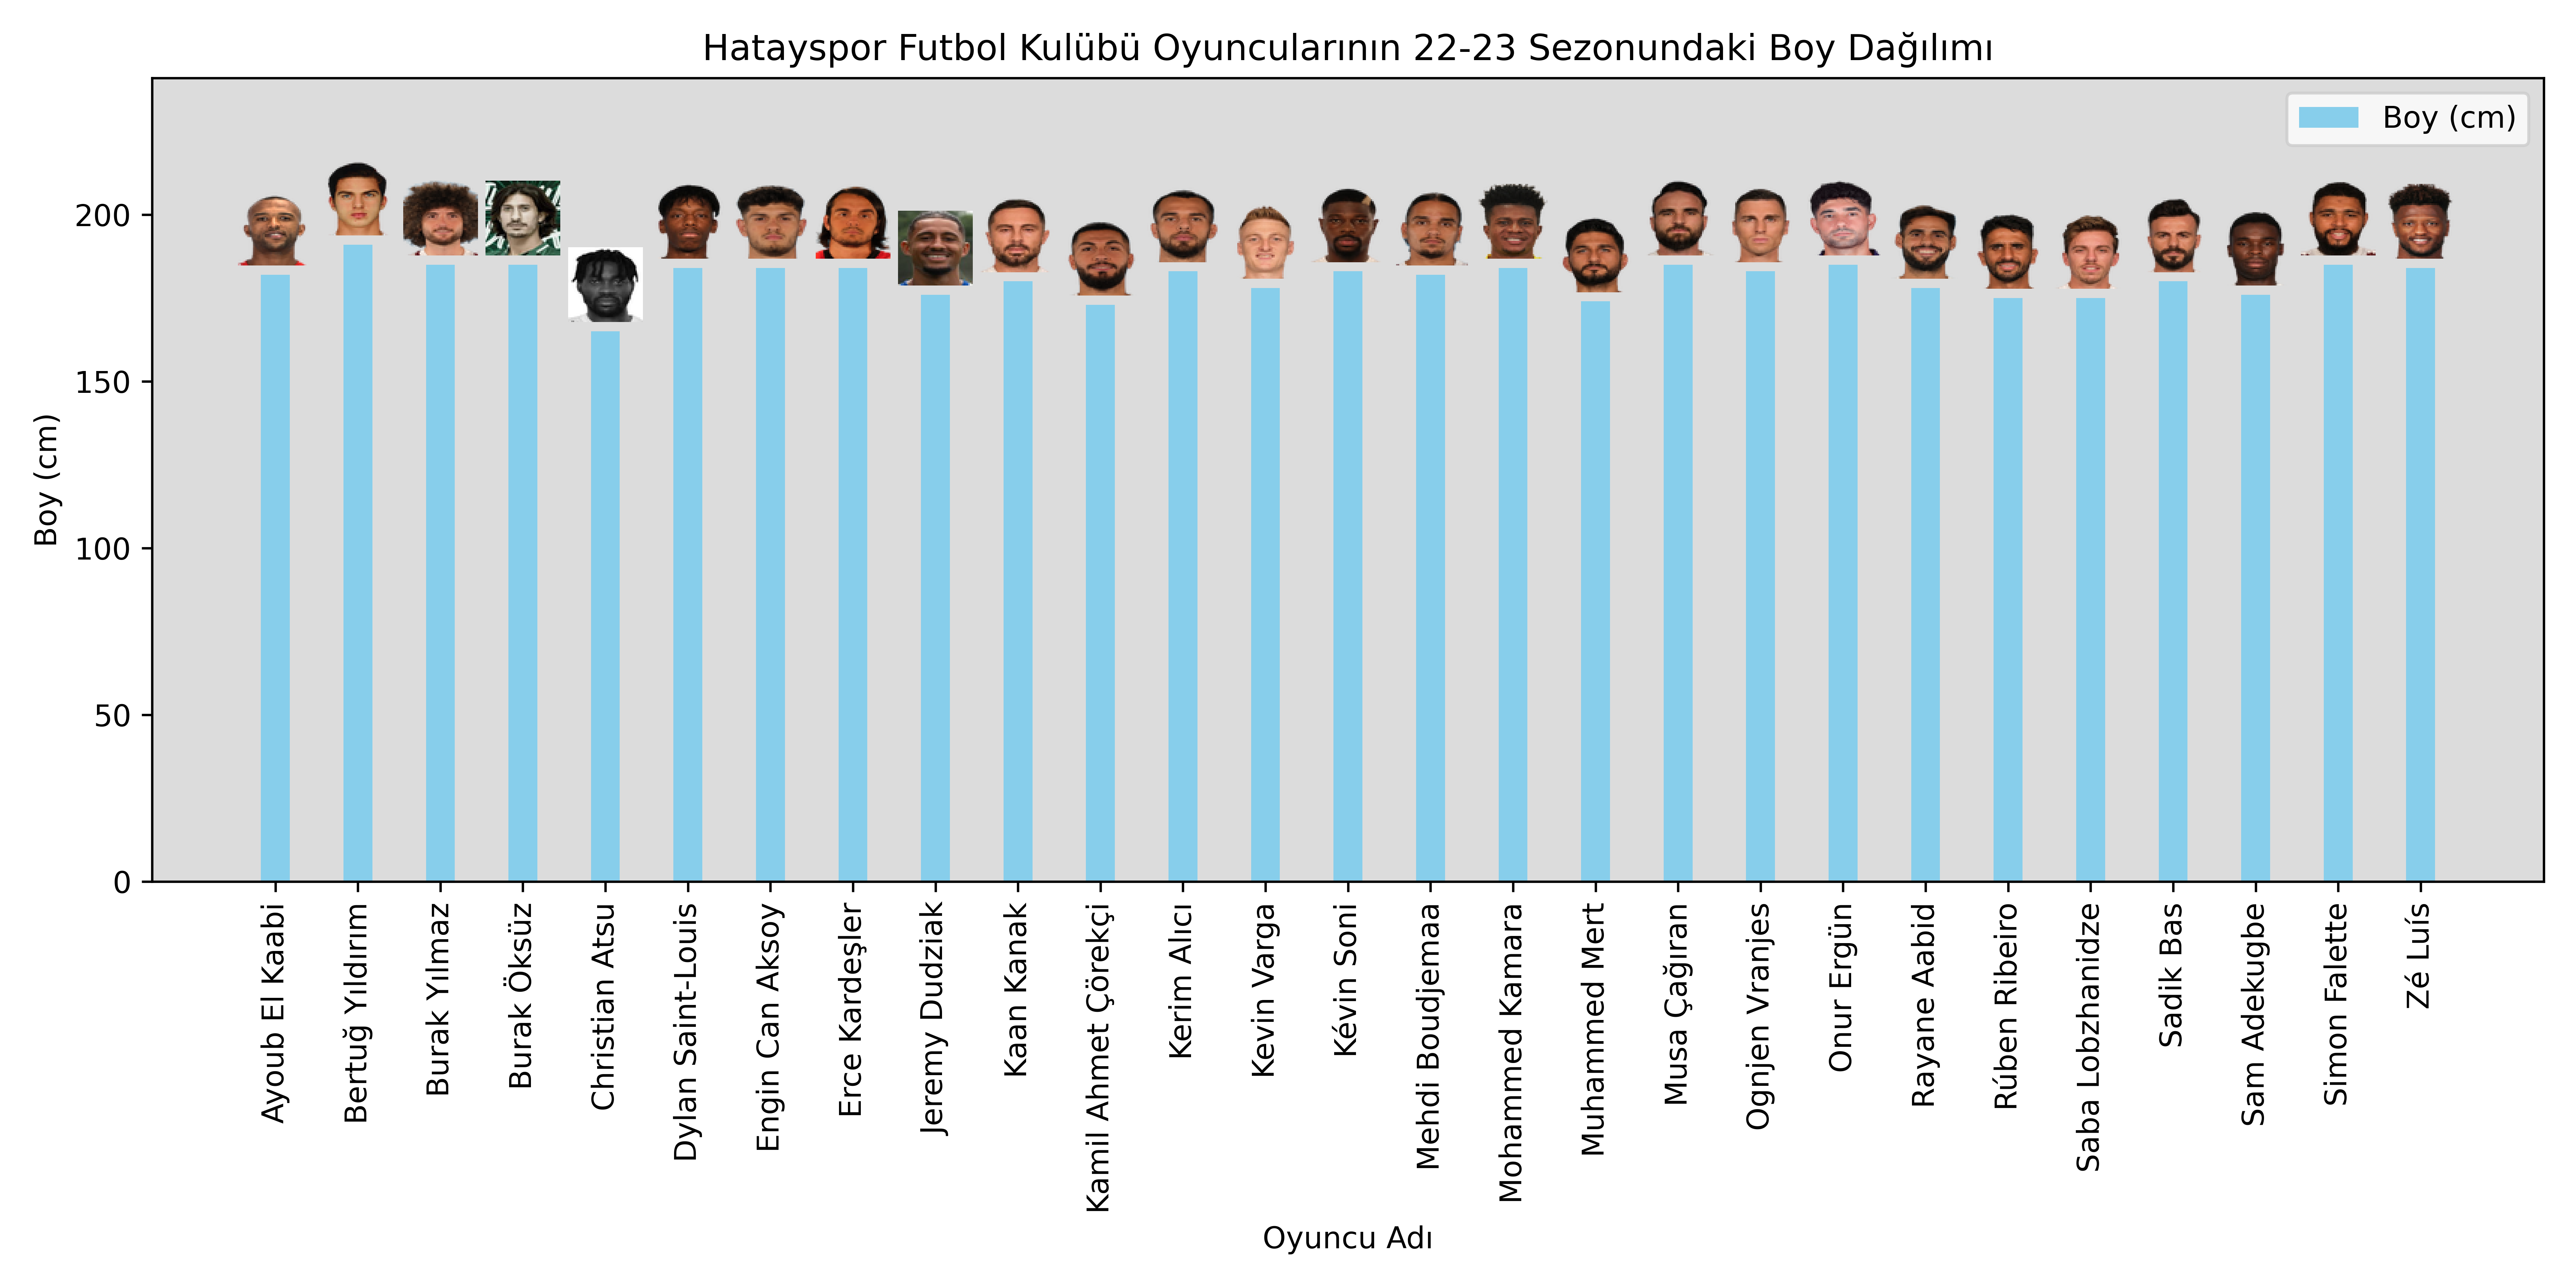 Hatayspor Futbol Kulübü Oyuncularının 22-23 Sezonundaki Boy Dağılımı
Boy (cm)
Boy (cm)
200
150
100
50
0
Ayoub El Kaabi
Bertuğ Yıldırım
Burak Yılmaz
Burak Öksüz
Christian Atsu
Dylan Saint-Louis
Engin Can Aksoy
Erce Kardeşler
Jeremy Dudziak
Kaan Kanak
Kamil Ahmet Çörekçi
Kerim Alıcı
Kevin Varga
Kévin Soni
Mehdi Boudjemaa
Mohammed Kamara
Muhammed Mert
Musa Çağıran
Ognjen Vranjes
Onur Ergün
Rayane Aabid
Rúben Ribeiro
Saba Lobzhanidze
Sadik Bas
Sam Adekugbe
Simon Falette
Zé Luís
Oyuncu Adı